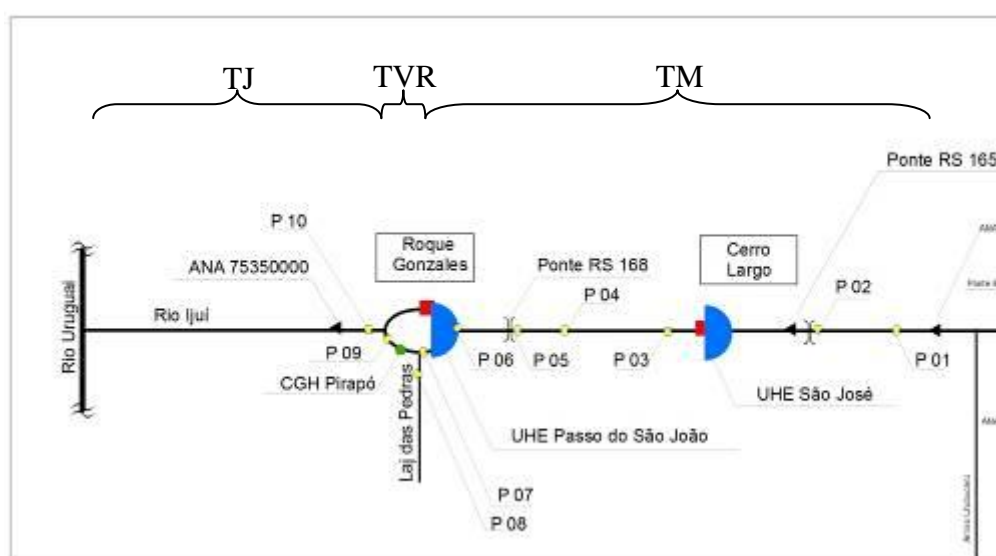 TJ
TVR
TM
Ponte RS 165
P 10
Roque
Gonzales
Cerro
Largo
ANA 75350000
Ponte RS 168
P 02
P 04
Rio Ijuí
Rio Uruguai
P 09
P 06
P 05
P 03
P 01
CGH Pirapó
UHE São José
Laj das Pedras
UHE Passo do São João
P 07
P 08